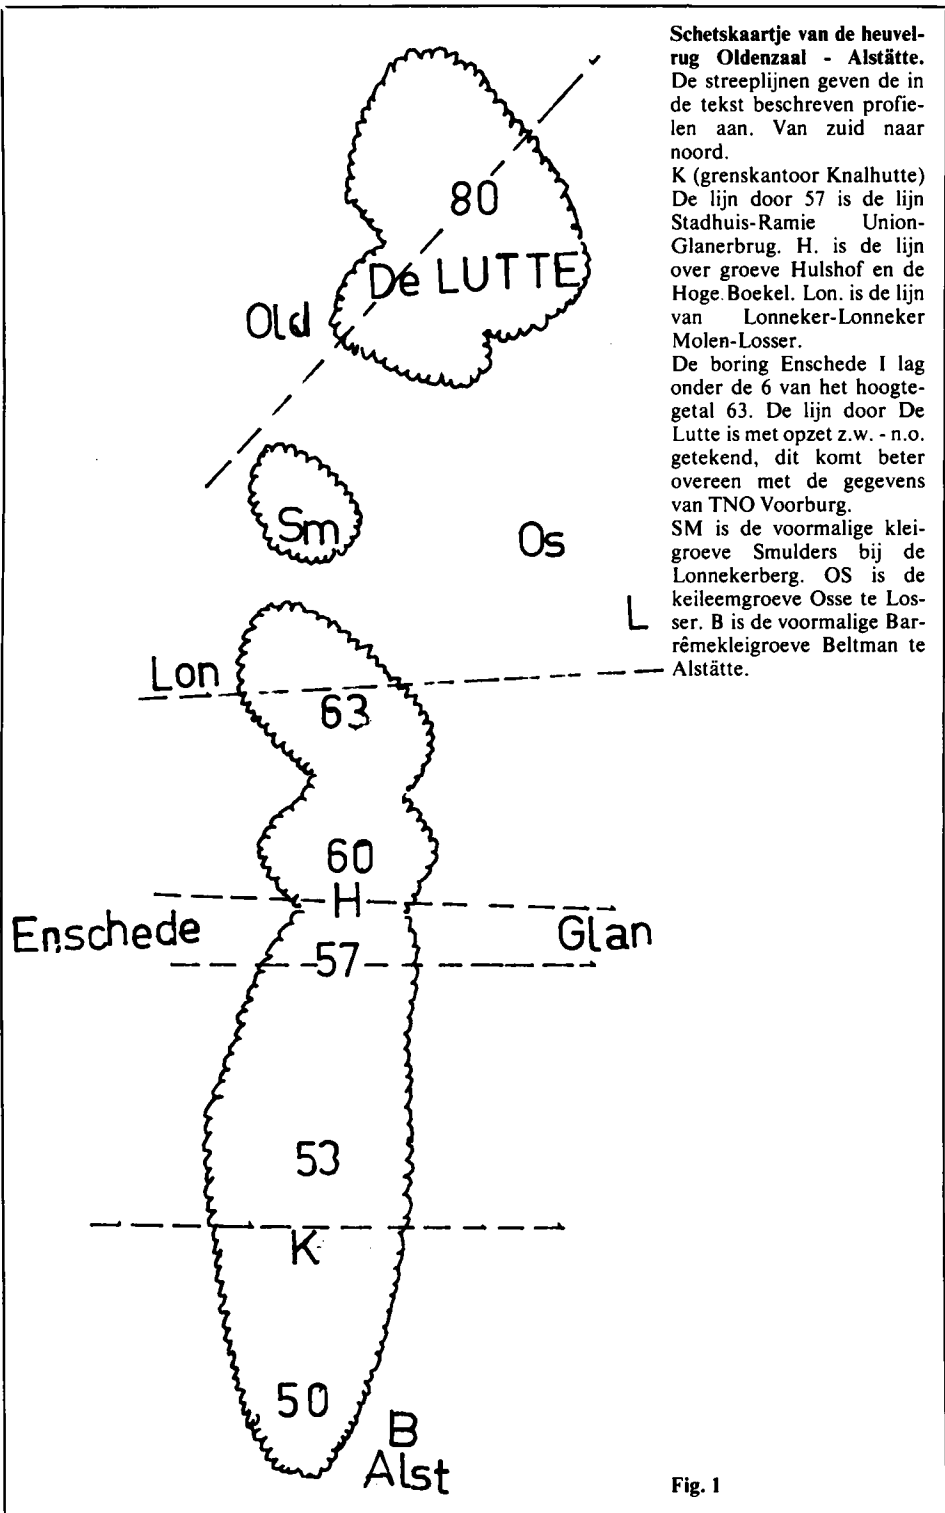 Schetskaartje van de heuvel-
rug Oldenzaal - Alstätte.
De streeplijnen geven de in
de tekst beschreven profie-
len aan. Van zuid naar
noord.
K (grenskantoor Knalhutte)
De lijn door 57 is de lijn
Stadhuis-Ramie Union-
Glanerbrug. H. is de lijn
over groeve Hulshof en de
Hoge Boekel. Lon. is de lijn
van Lonneker-Lonneker
Molen-Losser.
De boring Enschede I lag
onder de 6 van het hoogte-
getal 63. De lijn door De
Lutte is met opzet z.w. - n.o.
getekend, dit komt beter
overeen met de gegevens
van TNO Voorburg.
SM is de voormalige klei-
groeve Smulders bij de
Lonnekerberg. OS is de
keileemgroeve Osse te Los-
ser. B is de voormalige Bar-
rêmekleigroeve Beltman te
Alstätte.
80
De LUTTE
Old
Sm
Os
L
Lon
63
60
H
Enschede
Glan
57
53
K
50
B
Alst
Fig. 1